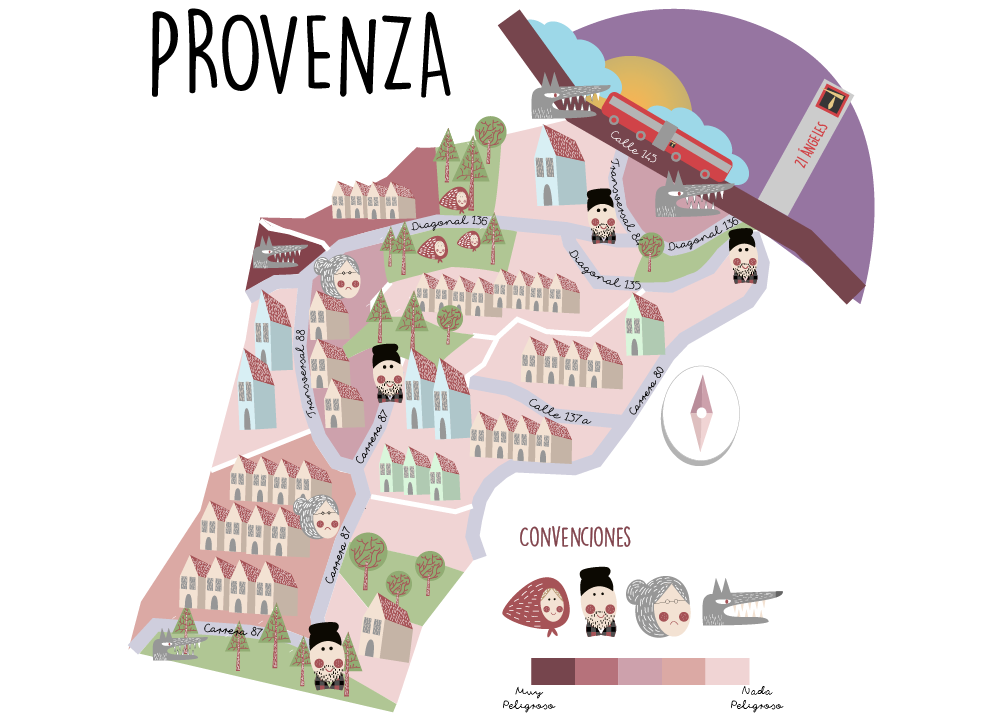 PROVENZA
21 ÁNGELES
Calle 145
Transversal 8
Diagonal 136
Diagonal 136
Diagonal 135
Transversal 88
Carrera 80
Calle 137 a
Carrera 87
Carrera 87
Carrera 87
CONVENCIONES
Muy
Peligroso
Nada
Peligroso